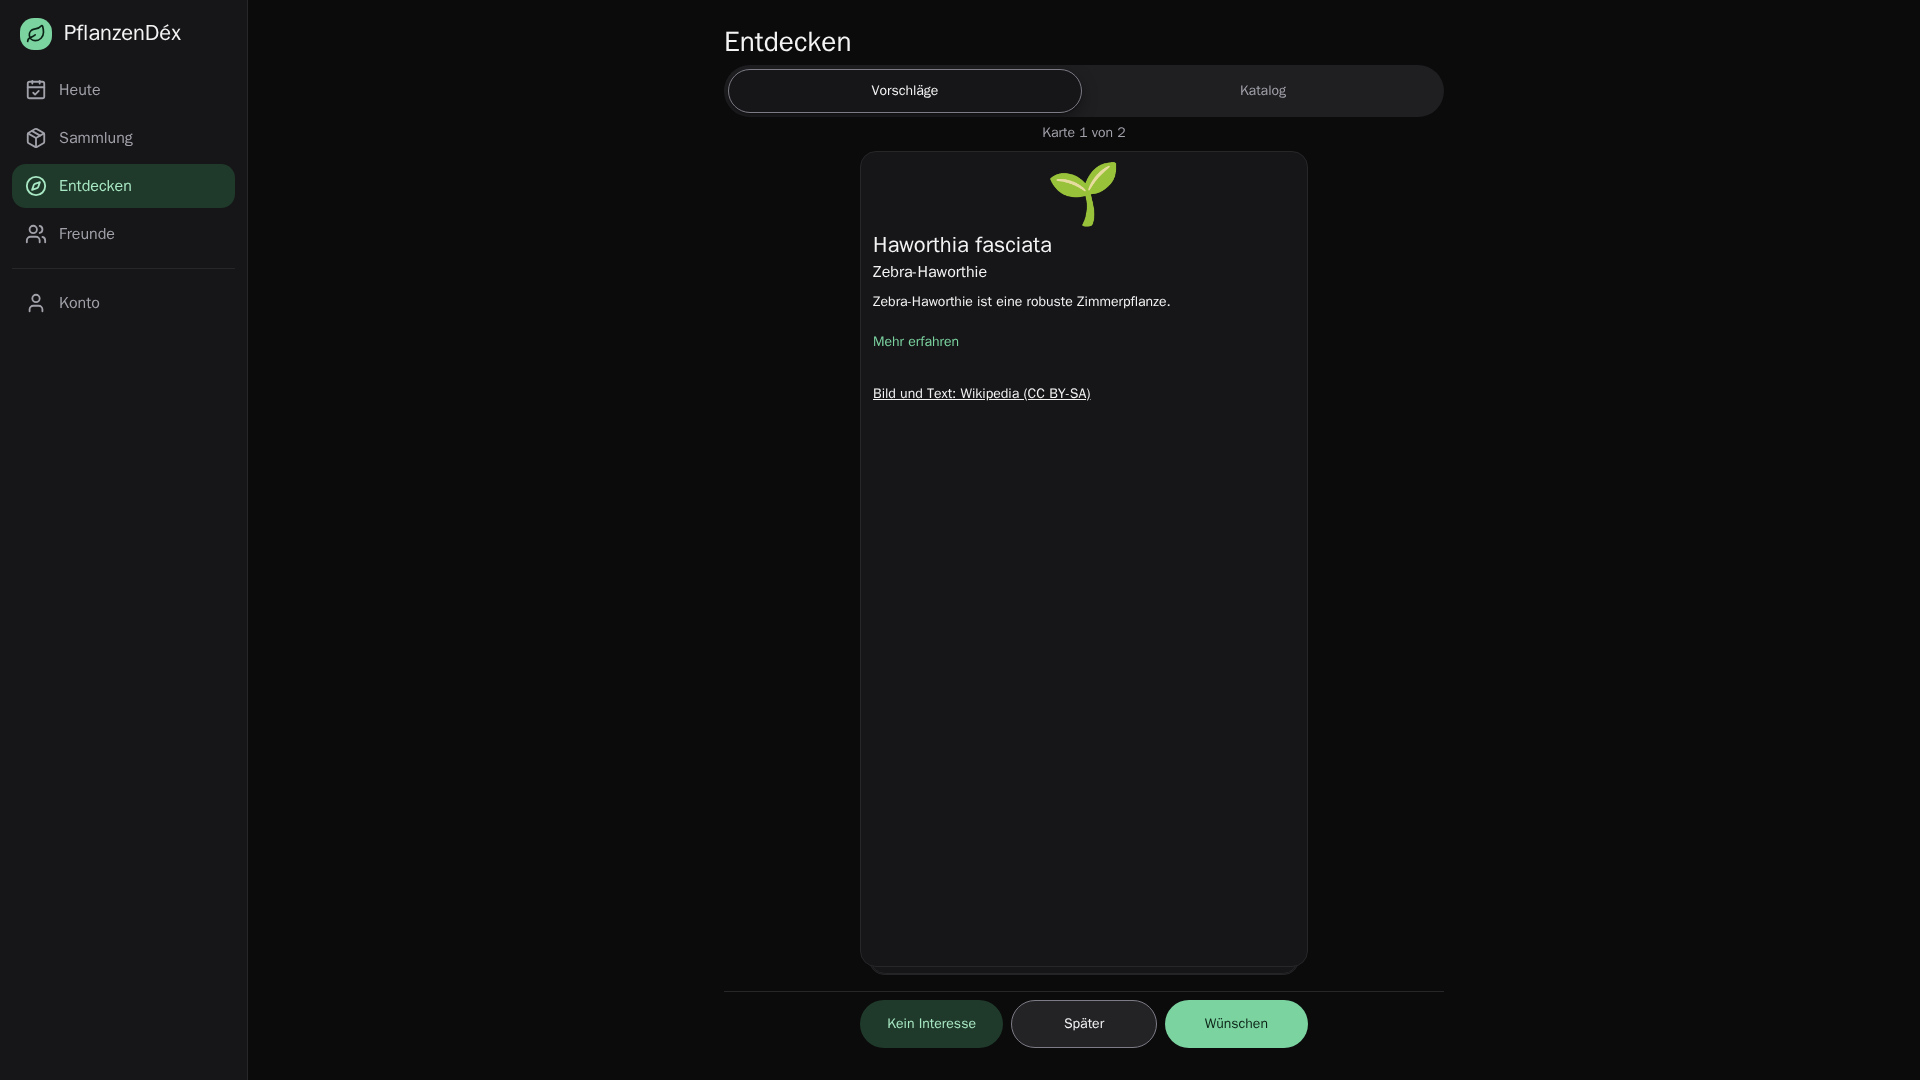 PflanzenDéx
Heute
Sammlung
Entdecken
Freunde
Konto
Entdecken
Vorschläge
Katalog
Karte 1 von 2
Haworthia fasciata
Zebra-Haworthie
Zebra-Haworthie ist eine robuste Zimmerpflanze.
Mehr erfahren
Bild und Text: Wikipedia (CC BY-SA)
Kein Interesse
Später
Wünschen